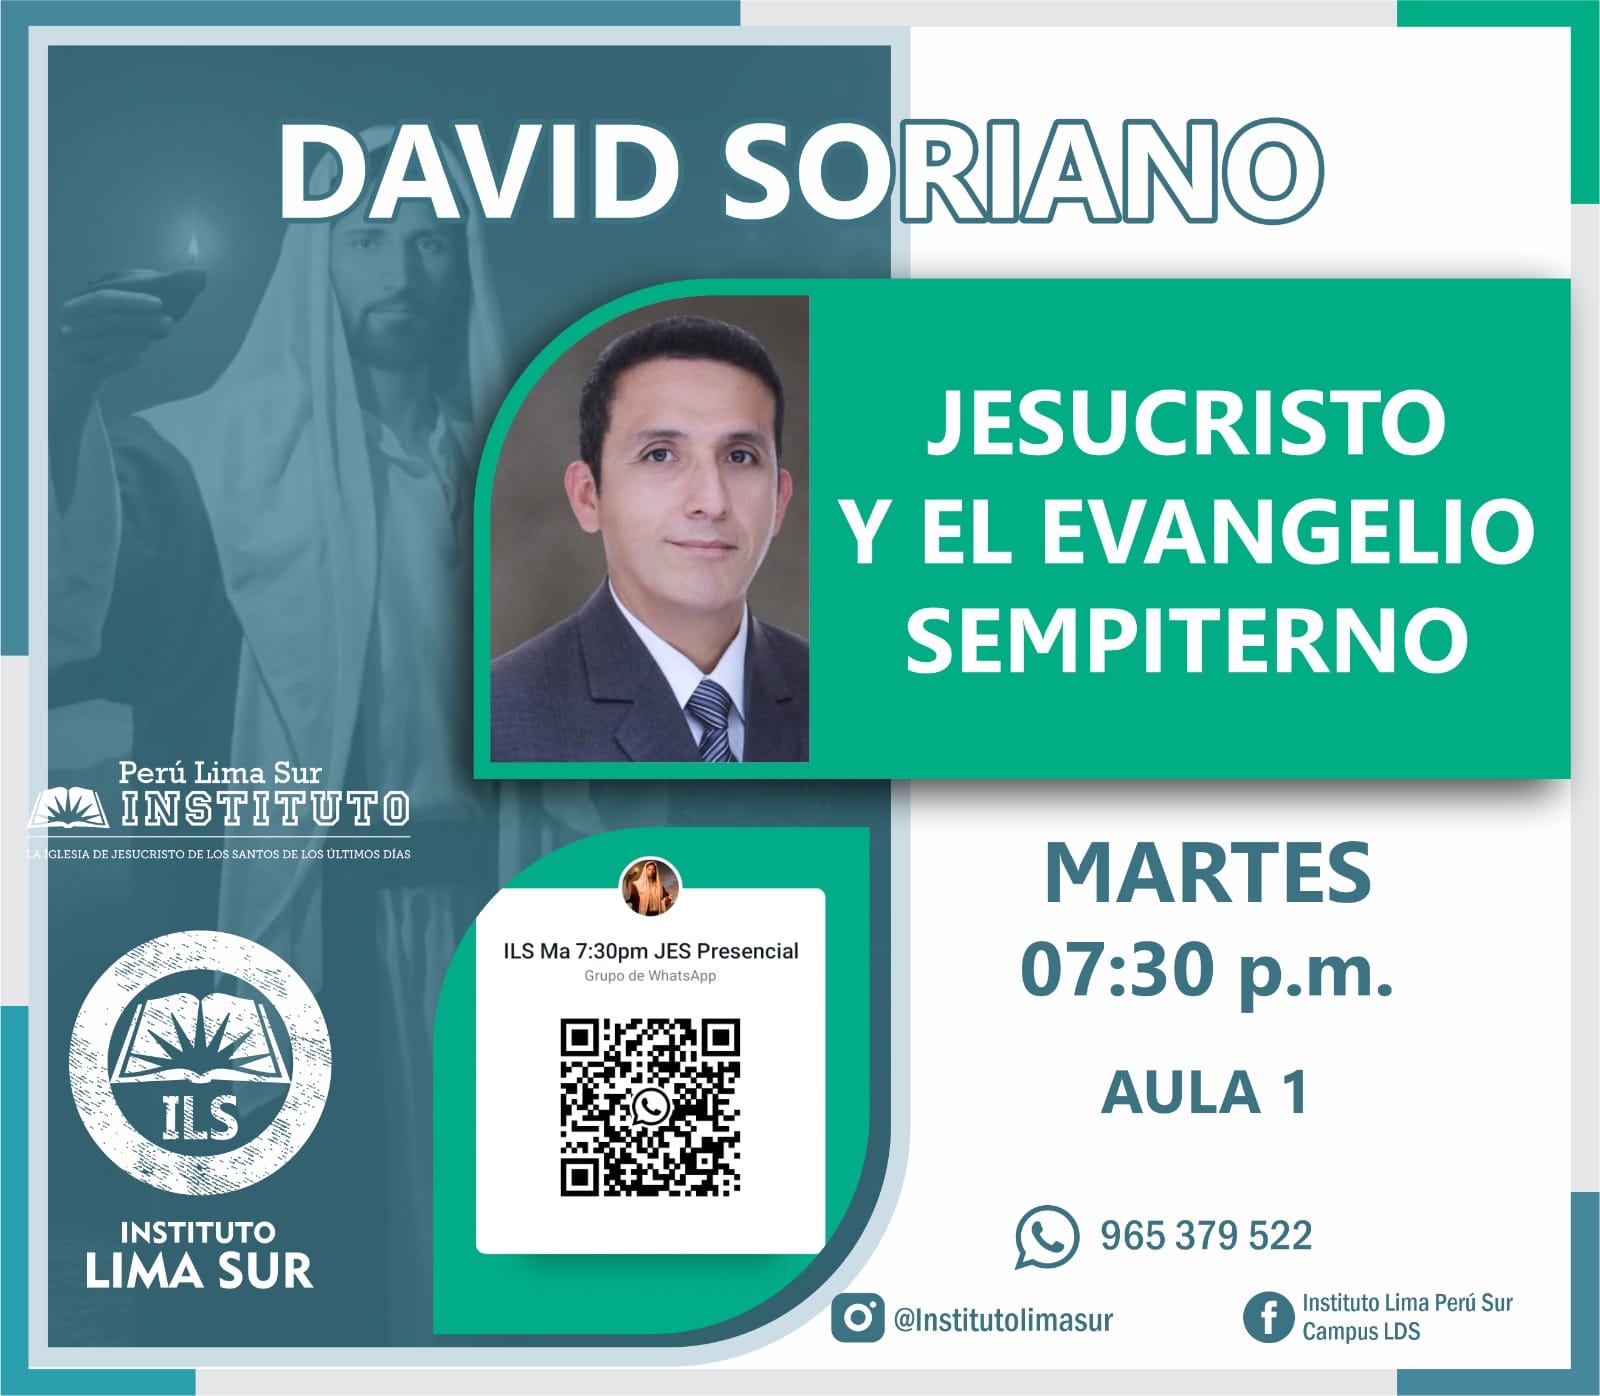 DAVID SORIANO
JESUCRISTO
Y EL EVANGELIO
SEMPITERNO
Perú Lima Sur
INSTITUTO
LA IGLESIA DE JESUCRISTO DE LOS SANTOS DE LOS ÚLTIMOS DÍAS
ILS
INSTITUTO
LIMA SUR
ILS Ma 7:30pm JES Presencial
Grupo de WhatsApp
MARTES
07:30 p.m.
AULA 1
965 379 522
@Institutolimasur
Instituto Lima Perú Sur
Campus LDS